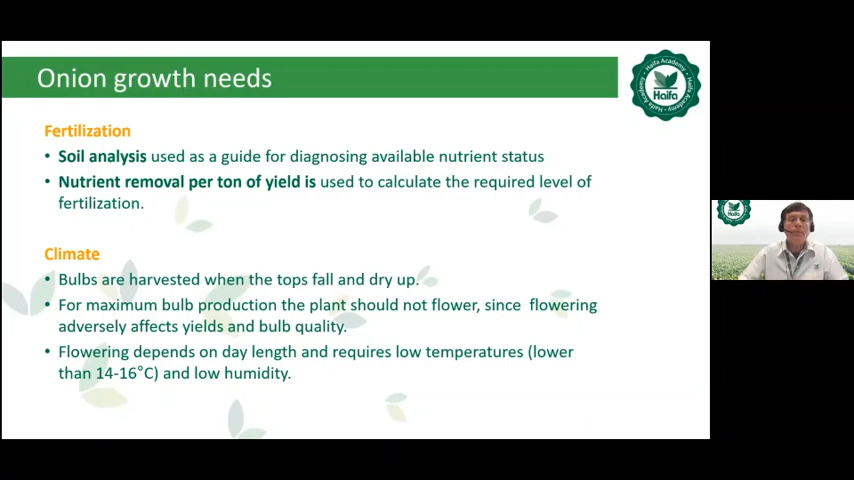 Onion growth needs
Haifa Academy
Haifa
Fertilization
• Soil analysis used as a guide for diagnosing available nutrient status
• Nutrient removal per ton of yield is used to calculate the required level of
fertilization.
Climate
• Bulbs are harvested when the tops fall and dry up.
• For maximum bulb production the plant should not flower, since flowering
adversely affects yields and bulb quality.
• Flowering depends on day length and requires low temperatures (lower
than 14-16°C) and low humidity.
Haifa